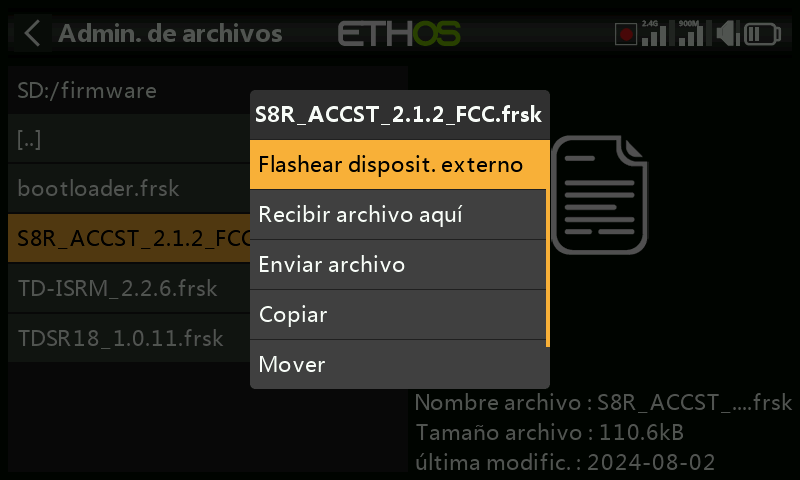 Admin. de archivos
ETHOS
2.4G
900M
SD:/firmware
[..]
bootloader.frsk
S8R_ACCST_2.1.2_FCC
TD-ISRM_2.2.6.frsk
TDSR18_1.0.11.frsk
S8R_ACCST_2.1.2_FCC.frsk
Flashear disposit. externo
Recibir archivo aquí
Enviar archivo
Copiar
Mover
Nombre archivo : S8R_ACCST_....frsk
Tamaño archivo : 110.6kB
última modific. : 2024-08-02